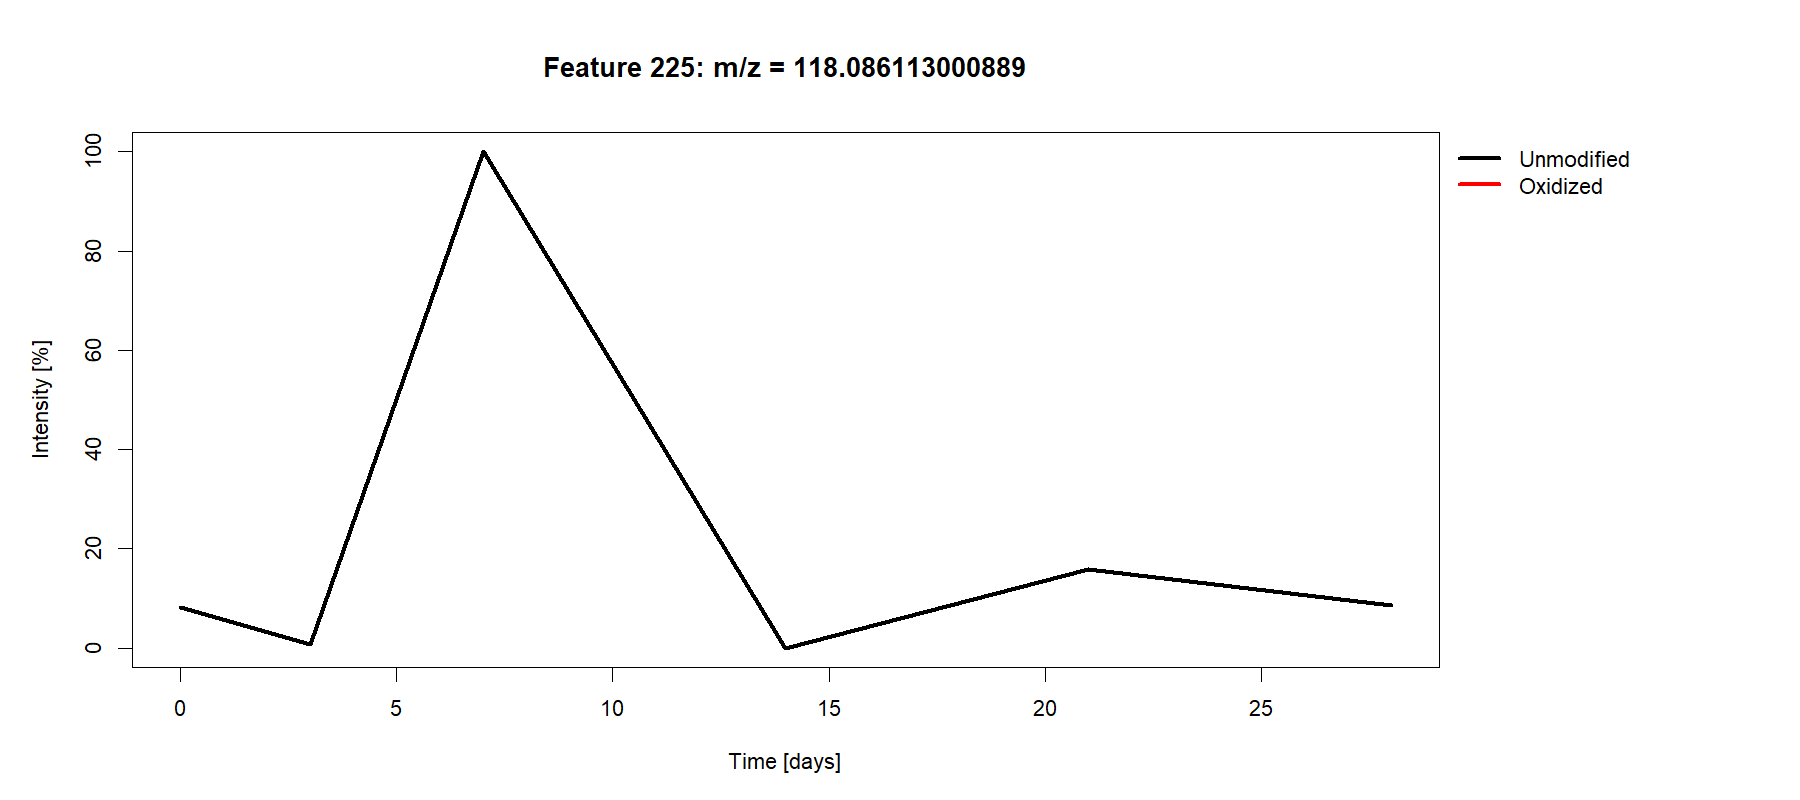 Feature 225: m/z = 118.086113000889
Unmodified
Oxidized
Intensity [%]
100
80
60
40
20
0
0 5 10 15 20 25
Time [days]